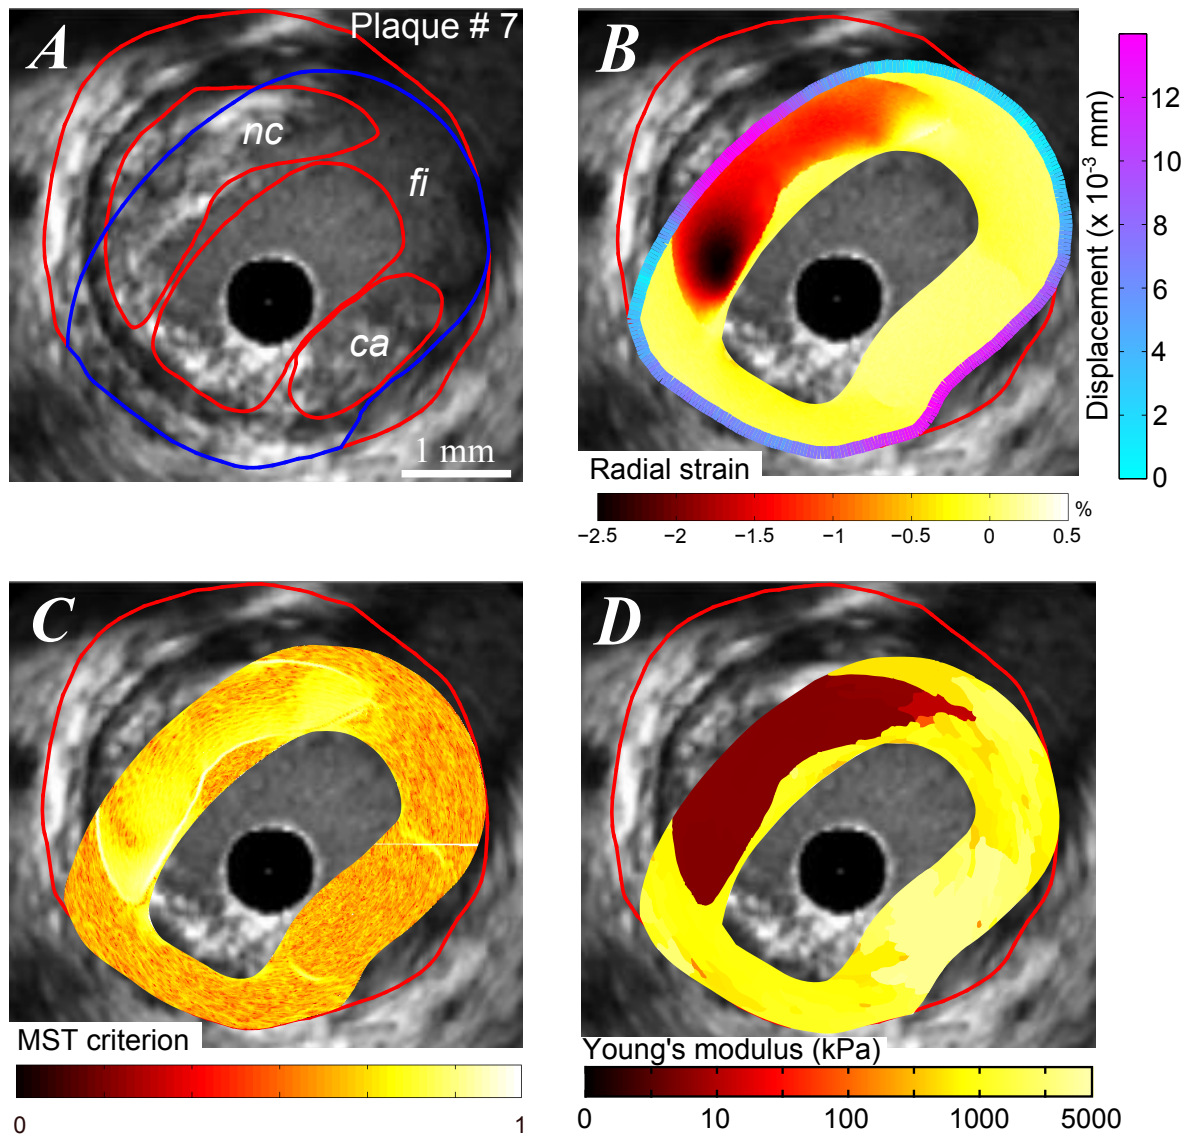 A
Plaque # 7
nc
fi
ca
1 mm
B
Displacement (x 10⁻³ mm)
12
10
8
6
4
2
0
Radial strain
%
−2.5 −2 −1.5 −1 −0.5 0 0.5
C
MST criterion
0 1
D
Young's modulus (kPa)
0 10 100 1000 5000